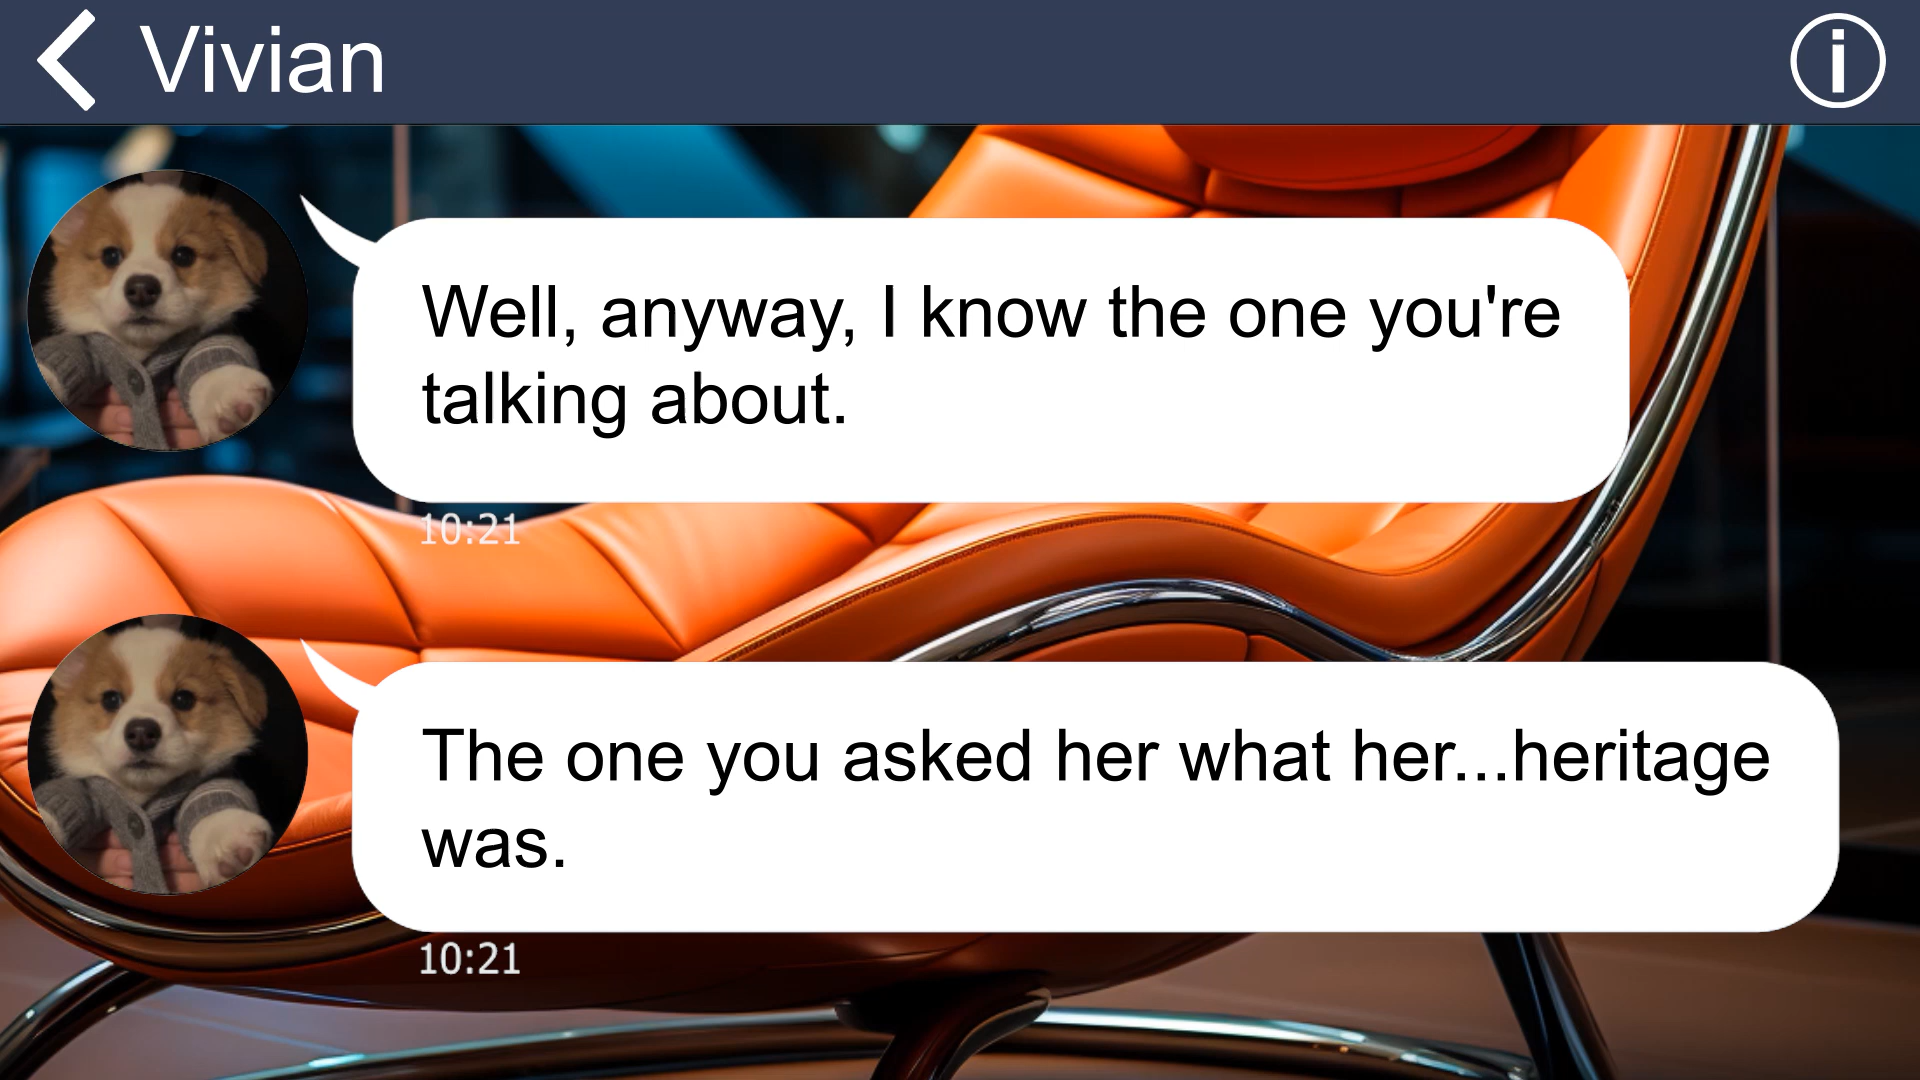 Vivian
Well, anyway, I know the one you're
talking about.
10:21
The one you asked her what her...heritage
was.
10:21